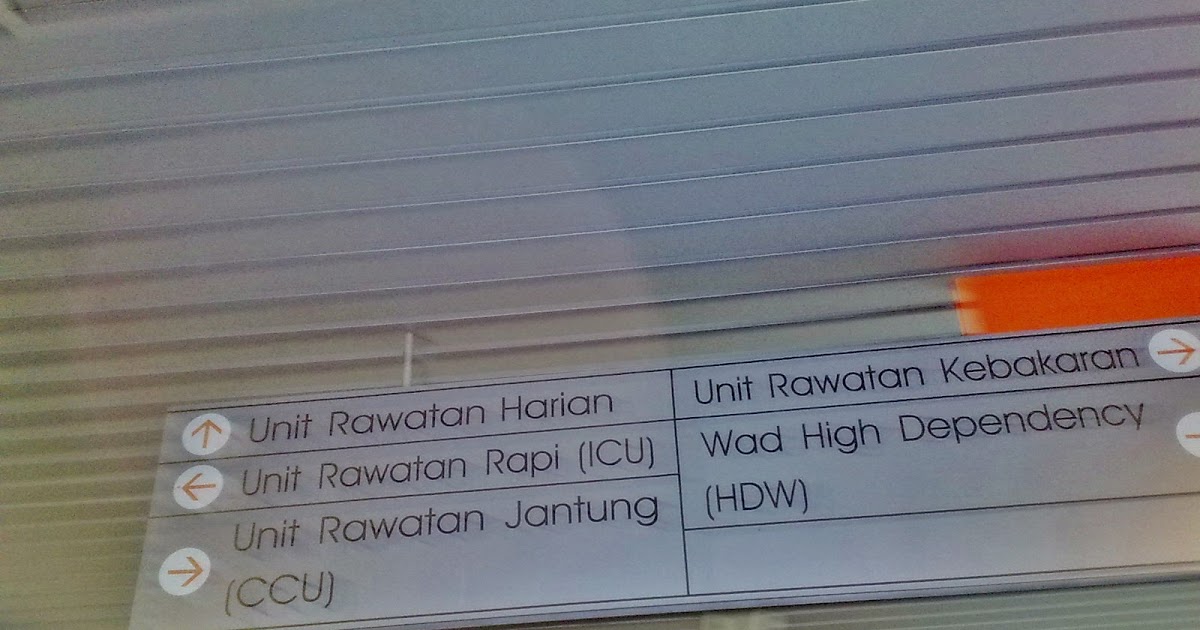 Unit Rawatan Harian
Unit Rawatan Rapi (ICU)
Unit Rawatan Jantung
(CCU)
Unit Rawatan Kebakaran
Wad High Dependency
(HDW)